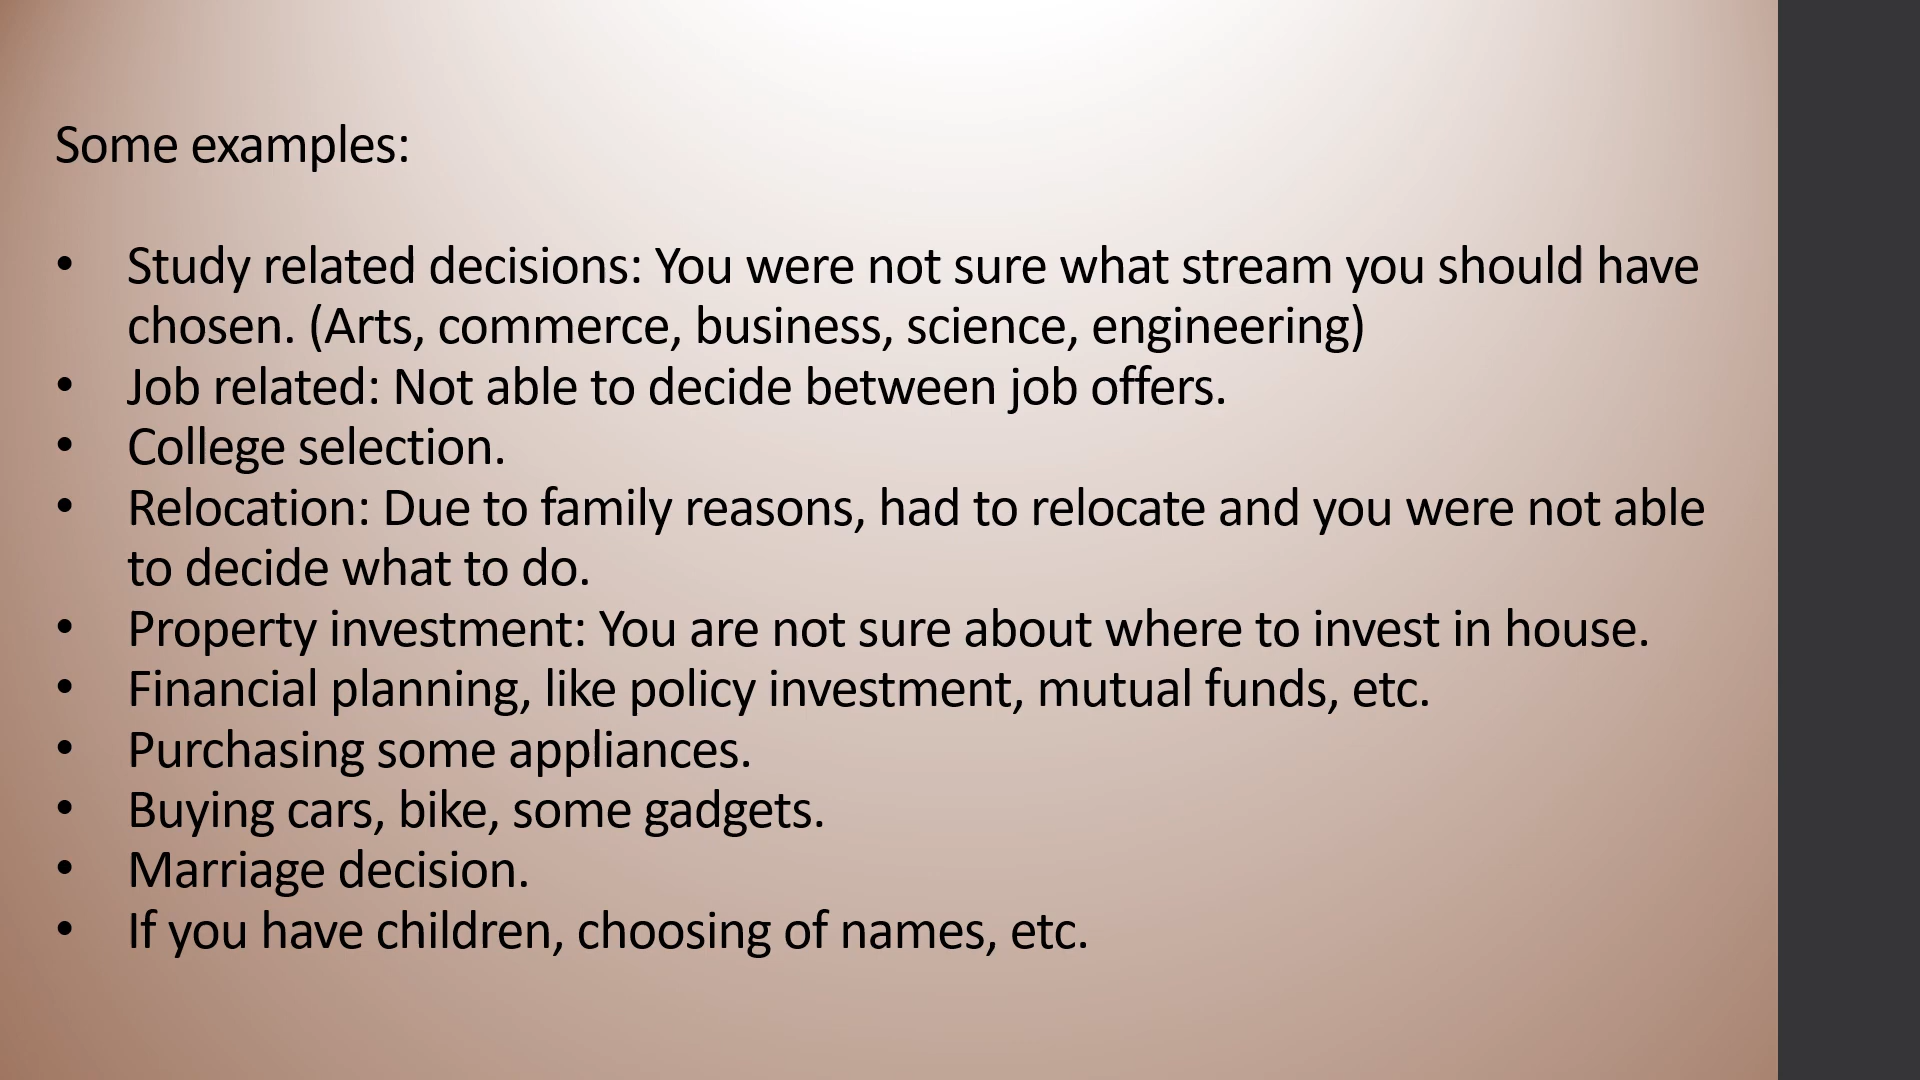 Some examples:
• Study related decisions: You were not sure what stream you should have
chosen. (Arts, commerce, business, science, engineering)
• Job related: Not able to decide between job offers.
• College selection.
• Relocation: Due to family reasons, had to relocate and you were not able
to decide what to do.
• Property investment: You are not sure about where to invest in house.
• Financial planning, like policy investment, mutual funds, etc.
• Purchasing some appliances.
• Buying cars, bike, some gadgets.
• Marriage decision.
• If you have children, choosing of names, etc.